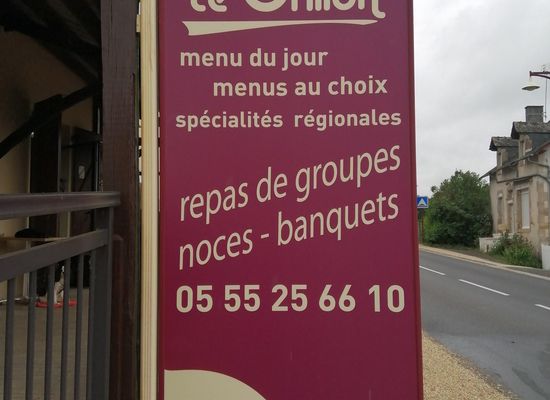 menu du jour
menus au choix
spécialités régionales
repas de groupes
noces - banquets
05 55 25 66 10